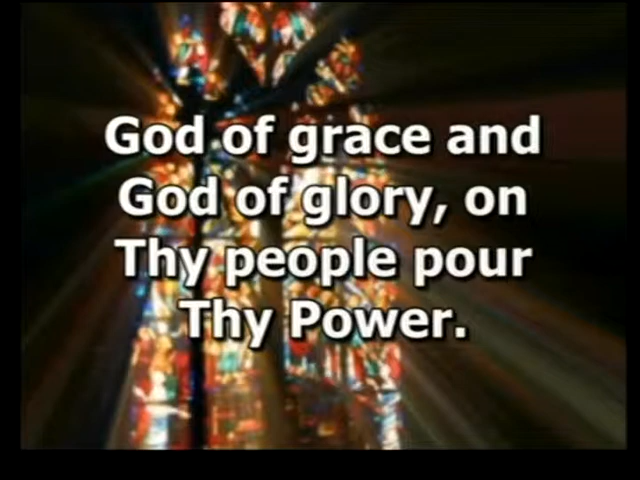 God of grace and
God of glory, on
Thy people pour
Thy Power.